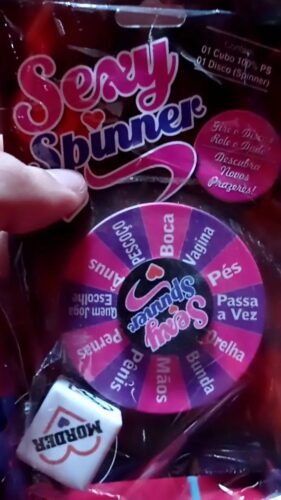 Contém:
01 Cubo 100% PS
01 Disco (Spinner)
Sexy
Spinner
Gire o Disco
Role o Dado
Descubra
Novos
Prazeres!
Boca
Vagina
Pés
Passa
a Vez
Orelha
Bunda
Mãos
Pênis
Pernas
Quem Joga
Escolhe
Ânus
PESCOÇO
Sexy
Spinner
MORDER